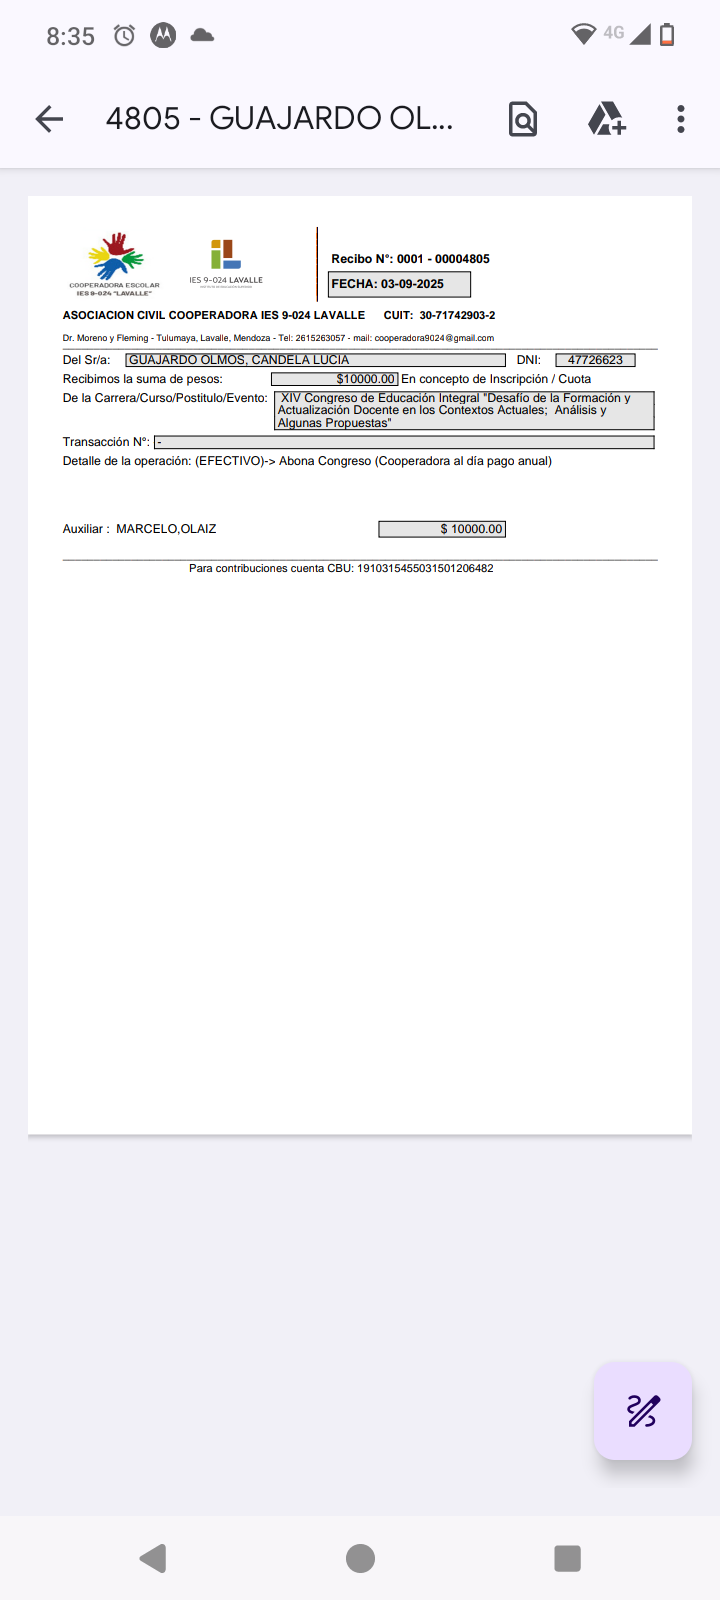 8:35
4G
4805 - GUAJARDO OL...
COOPERADORA ESCOLAR
IES 9-024 "LAVALLE"
IES 9-024 LAVALLE
Recibo N°: 0001 - 00004805
FECHA: 03-09-2025
ASOCIACION CIVIL COOPERADORA IES 9-024 LAVALLE CUIT: 30-71742903-2
Dr. Moreno y Fleming - Tulumaya, Lavalle, Mendoza - Tel: 2615263057 - mail: cooperadora9024@gmail.com
Del Sr/a: GUAJARDO OLMOS, CANDELA LUCIA DNI: 47726623
Recibimos la suma de pesos: $10000.00 En concepto de Inscripción / Cuota
De la Carrera/Curso/Postitulo/Evento: XIV Congreso de Educación Integral "Desafío de la Formación y
Actualización Docente en los Contextos Actuales; Análisis y
Algunas Propuestas"
Transacción N°: -
Detalle de la operación: (EFECTIVO)-> Abona Congreso (Cooperadora al día pago anual)
Auxiliar : MARCELO,OLAIZ $ 10000.00
Para contribuciones cuenta CBU: 1910315455031501206482